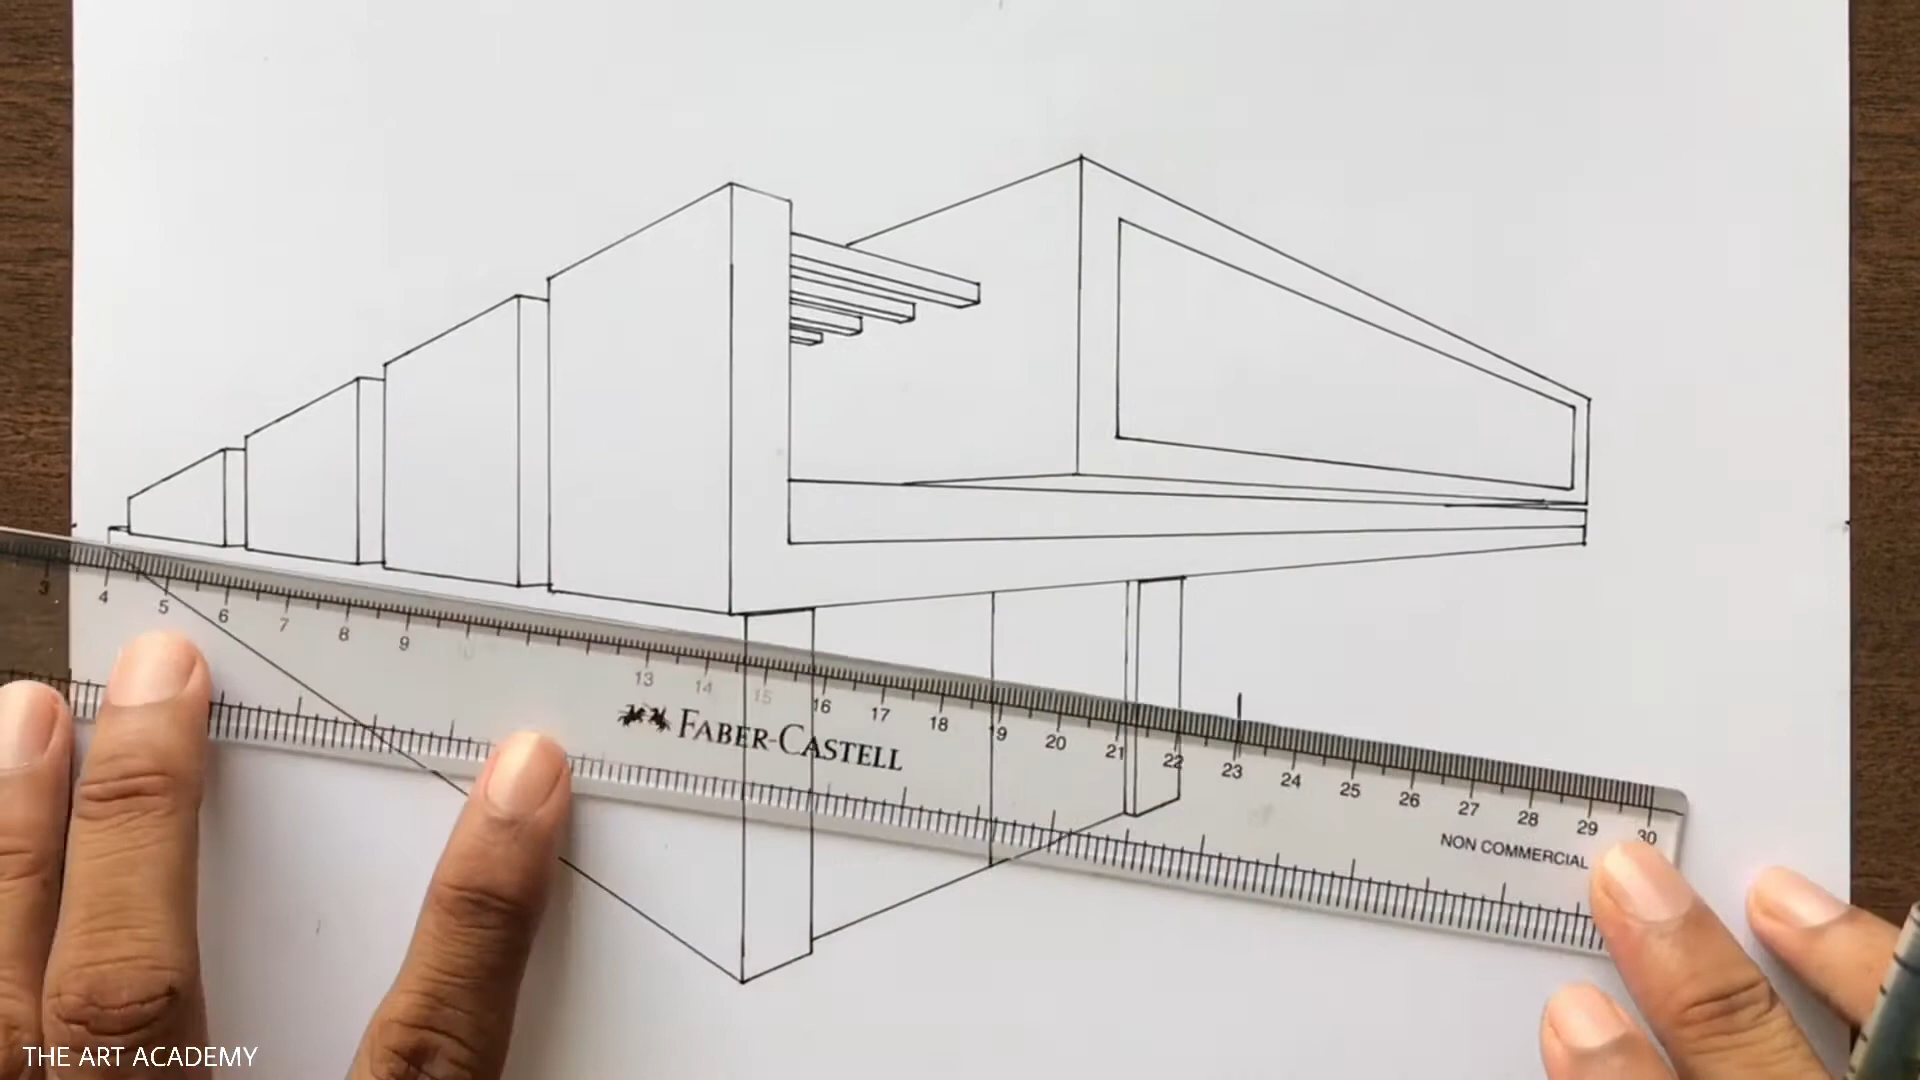 3 4 5 6 7 8 9 13 14 15 16 17 18 19 20 21 22 23 24 25 26 27 28 29 30
FABER-CASTELL
NON COMMERCIAL
THE ART ACADEMY